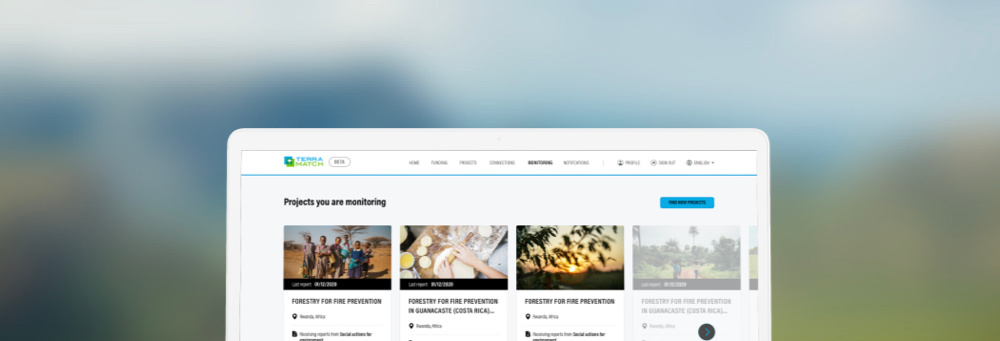 TERRA
MATCH
BETA
HOME FUNDING PROJECTS CONNECTIONS MONITORING NOTIFICATIONS PROFILE SIGN OUT ENGLISH
Projects you are monitoring
FIND NEW PROJECTS
Last report 01/12/2020
FORESTRY FOR FIRE PREVENTION
Rwanda, Africa
Receiving reports from Social actions for
environment
Last report 01/12/2020
FORESTRY FOR FIRE PREVENTION
IN GUANACASTE (COSTA RICA)...
Rwanda, Africa
FORESTRY FOR FIRE PREVENTION
Rwanda, Africa
Receiving reports from Social actions for
environment
Last report 01/12/2020
FORESTRY FOR FIRE PREVENTION
IN GUANACASTE (COSTA RICA)...
Rwanda, Africa